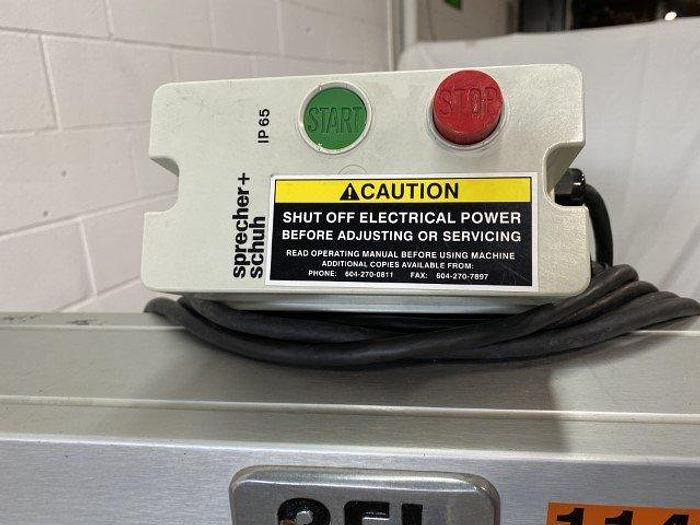 START
STOP
IP 65
sprecher+
schuh
CAUTION
SHUT OFF ELECTRICAL POWER
BEFORE ADJUSTING OR SERVICING
READ OPERATING MANUAL BEFORE USING MACHINE
ADDITIONAL COPIES AVAILABLE FROM:
PHONE: 604-270-0811 FAX: 604-270-7897